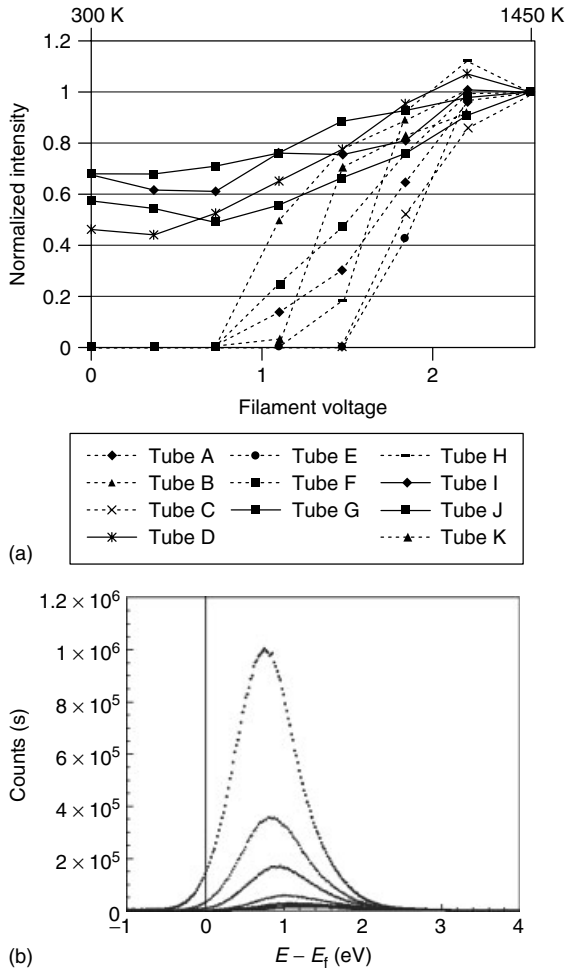 300 K 1450 K
1.2
1
0.8
0.6
0.4
0.2
0
Normalized intensity
0 1 2
Filament voltage
Tube A Tube E Tube H
Tube B Tube F Tube I
Tube C Tube G Tube J
Tube D Tube K
(a)
1.2 × 10⁶
1 × 10⁶
8 × 10⁵
6 × 10⁵
4 × 10⁵
2 × 10⁵
0
Counts (s)
−1 0 1 2 3 4
E − Ef (eV)
(b)